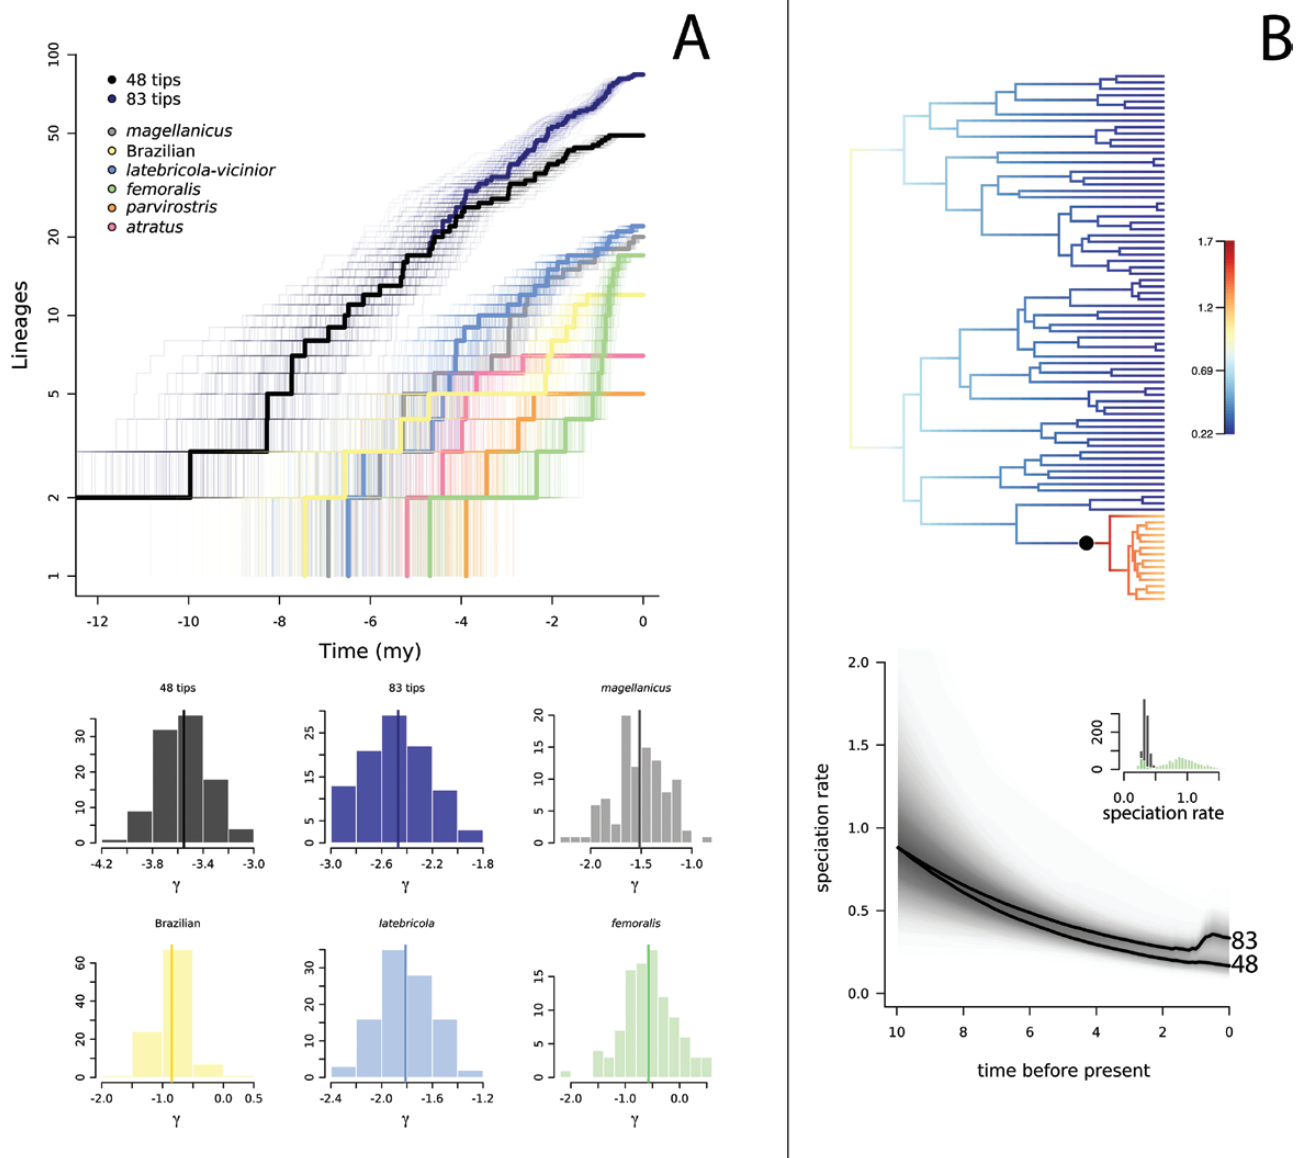 A
100
50
20
10
5
2
1
Lineages
48 tips
83 tips
magellanicus
Brazilian
latebricola-vicinior
femoralis
parvirostris
atratus
-12 -10 -8 -6 -4 -2 0
Time (my)
48 tips
30
20
10
0
-4.2 -3.8 -3.4 -3.0
γ
83 tips
25
15
5
0
-3.0 -2.6 -2.2 -1.8
γ
magellanicus
20
15
10
5
0
-2.0 -1.5 -1.0
γ
Brazilian
60
40
20
0
-2.0 -1.0 0.0 0.5
γ
latebricola
30
20
10
0
-2.4 -2.0 -1.6 -1.2
γ
femoralis
15
10
5
0
-2.0 -1.0 0.0
γ
B
1.7
1.2
0.69
0.22
2.0
1.5
1.0
0.5
0.0
speciation rate
200
0
0.0 1.0
speciation rate
83
48
10 8 6 4 2 0
time before present